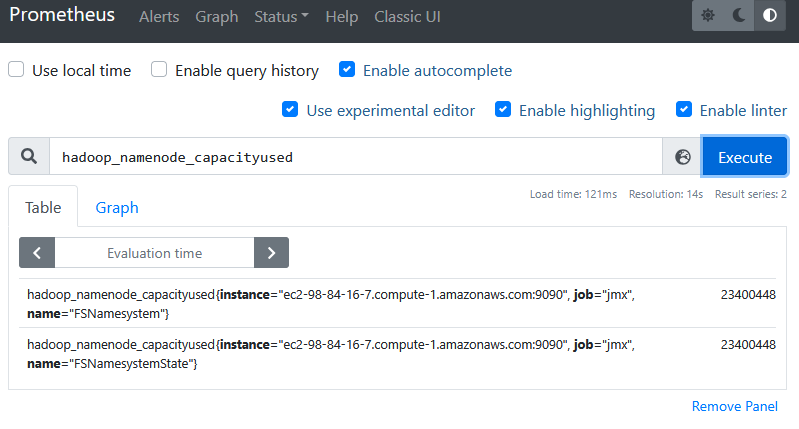 Prometheus Alerts Graph Status Help Classic UI
Use local time Enable query history Enable autocomplete
Use experimental editor Enable highlighting Enable linter
hadoop_namenode_capacityused Execute
Load time: 121ms Resolution: 14s Result series: 2
Table Graph
Evaluation time
hadoop_namenode_capacityused{instance="ec2-98-84-16-7.compute-1.amazonaws.com:9090", job="jmx", 23400448
name="FSNamesystem"}
hadoop_namenode_capacityused{instance="ec2-98-84-16-7.compute-1.amazonaws.com:9090", job="jmx", 23400448
name="FSNamesystemState"}
Remove Panel